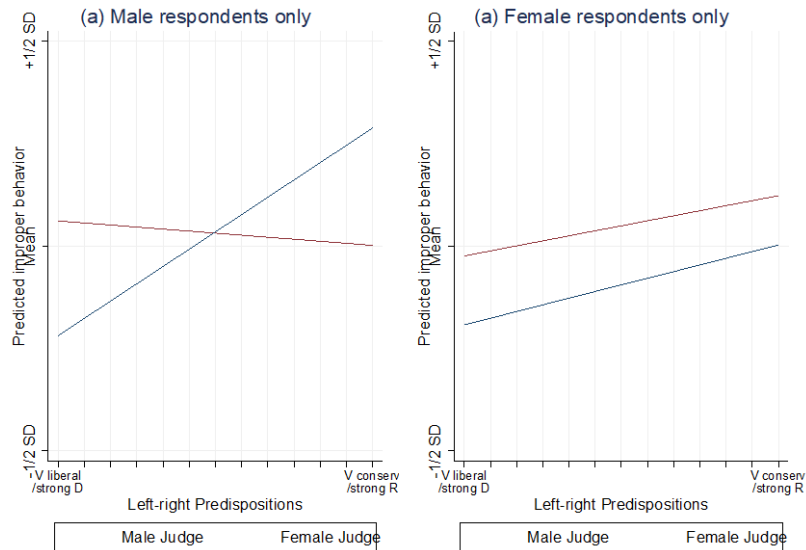 (a) Male respondents only
+1/2 SD
Mean
-1/2 SD
Predicted improper behavior
V liberal
/strong D
V conserv
/strong R
Left-right Predispositions
Male Judge Female Judge
(a) Female respondents only
+1/2 SD
Mean
-1/2 SD
Predicted improper behavior
V liberal
/strong D
V conserv
/strong R
Left-right Predispositions
Male Judge Female Judge